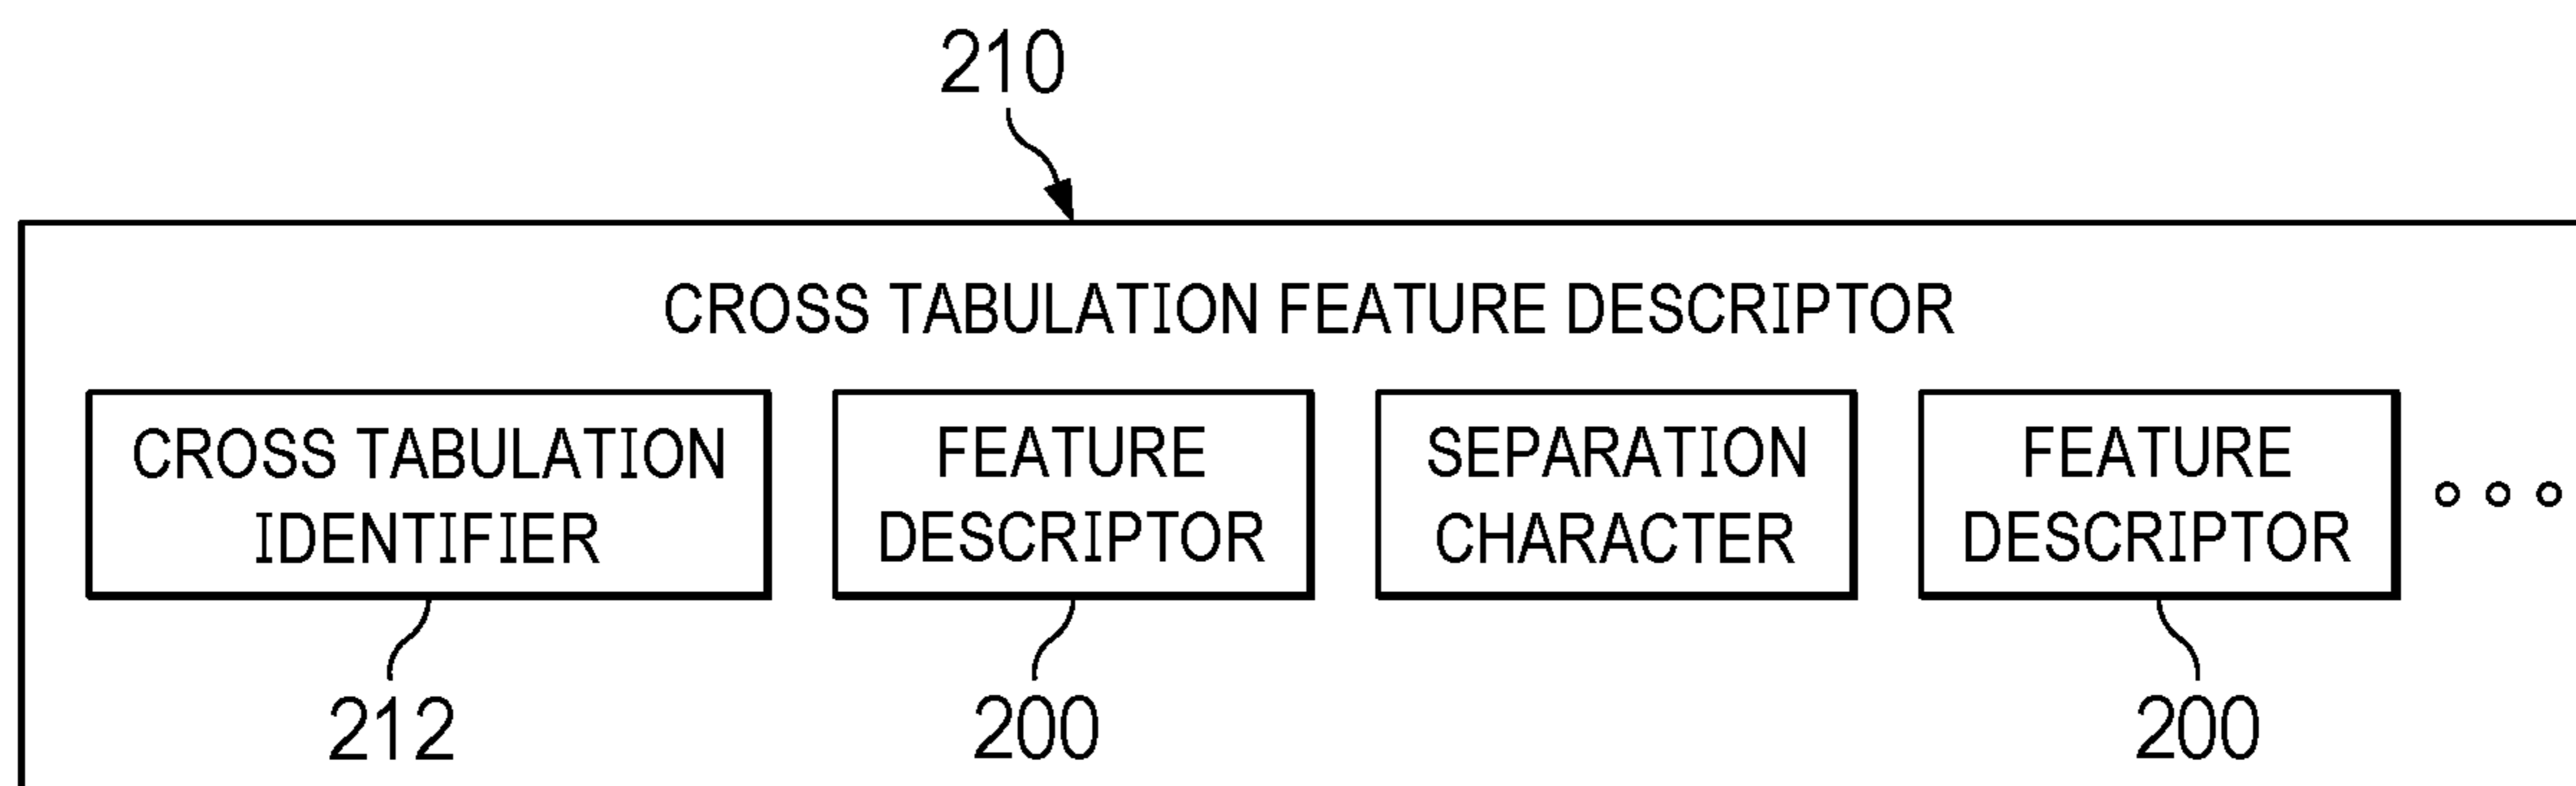 210
CROSS TABULATION FEATURE DESCRIPTOR
CROSS TABULATION
IDENTIFIER
FEATURE
DESCRIPTOR
SEPARATION
CHARACTER
FEATURE
DESCRIPTOR
212
200
200